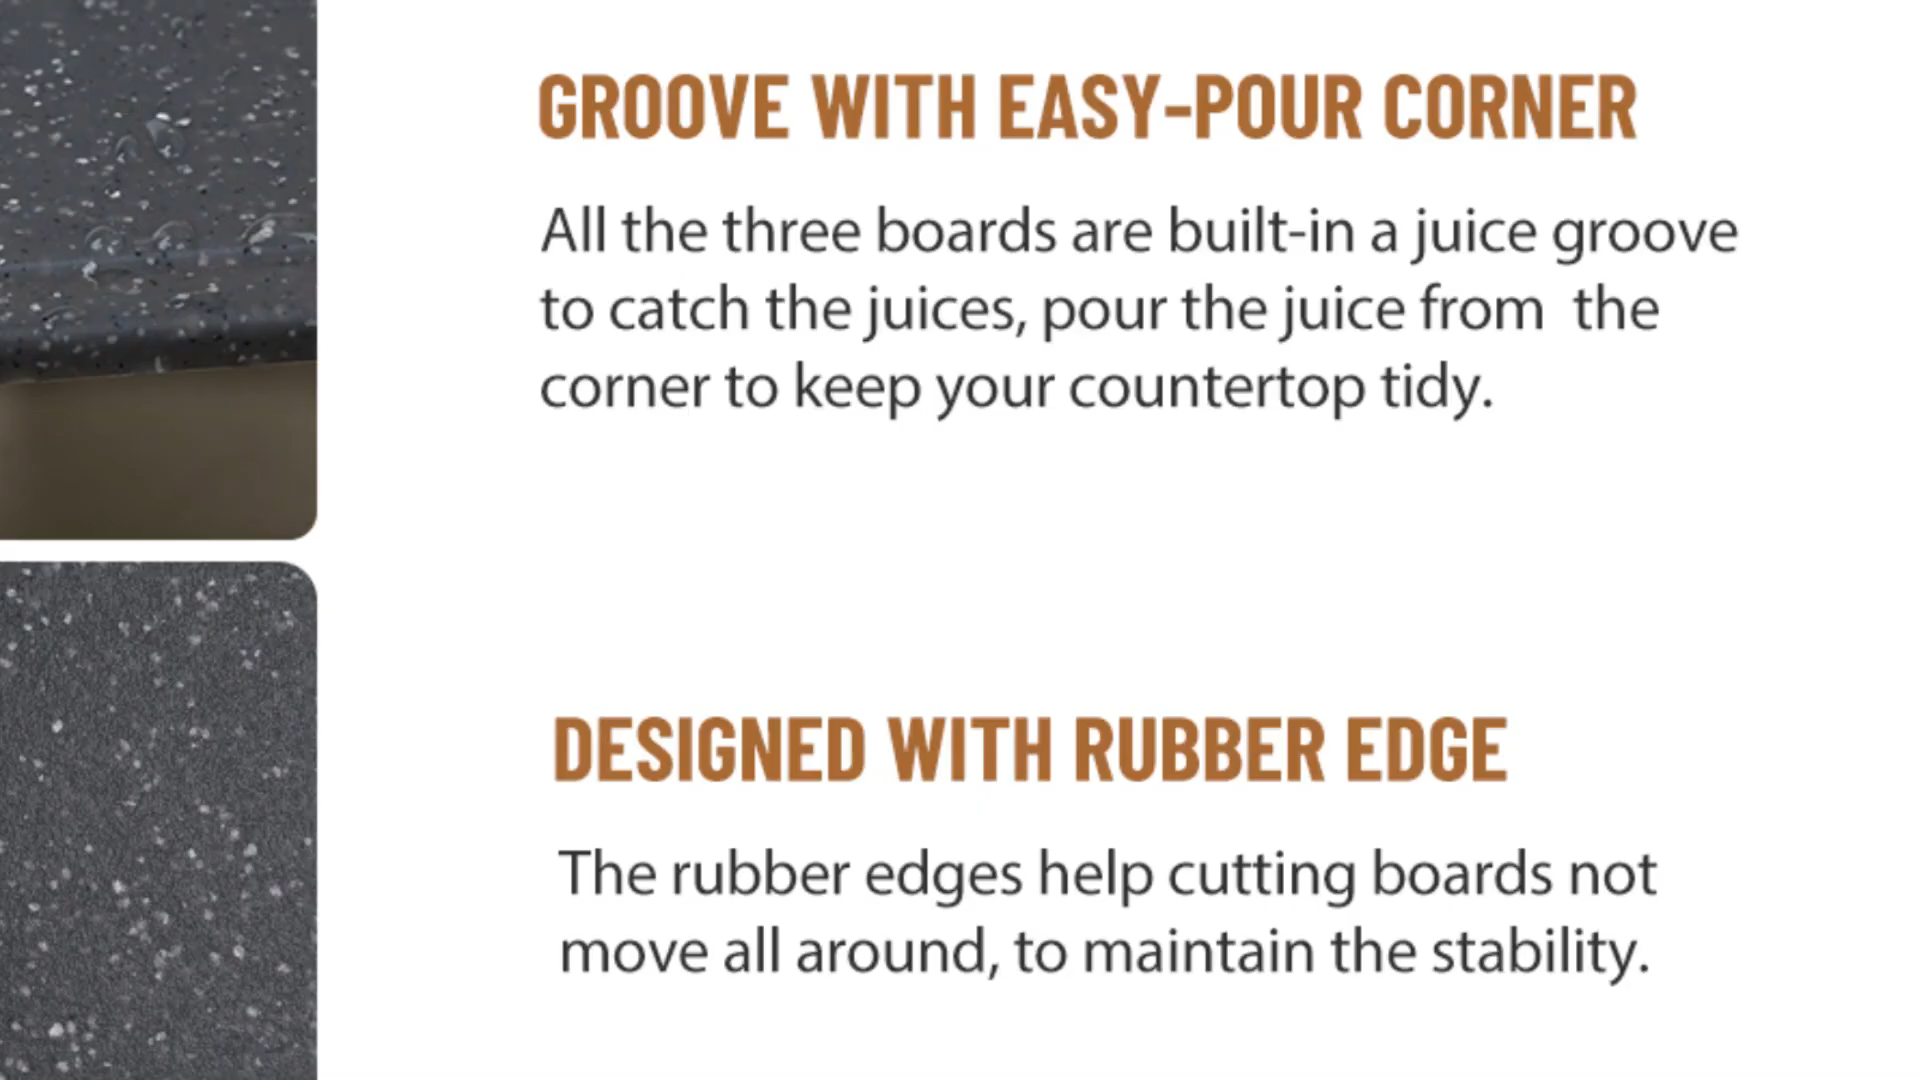 GROOVE WITH EASY-POUR CORNER
All the three boards are built-in a juice groove
to catch the juices, pour the juice from  the
corner to keep your countertop tidy.
DESIGNED WITH RUBBER EDGE
The rubber edges help cutting boards not
move all around, to maintain the stability.